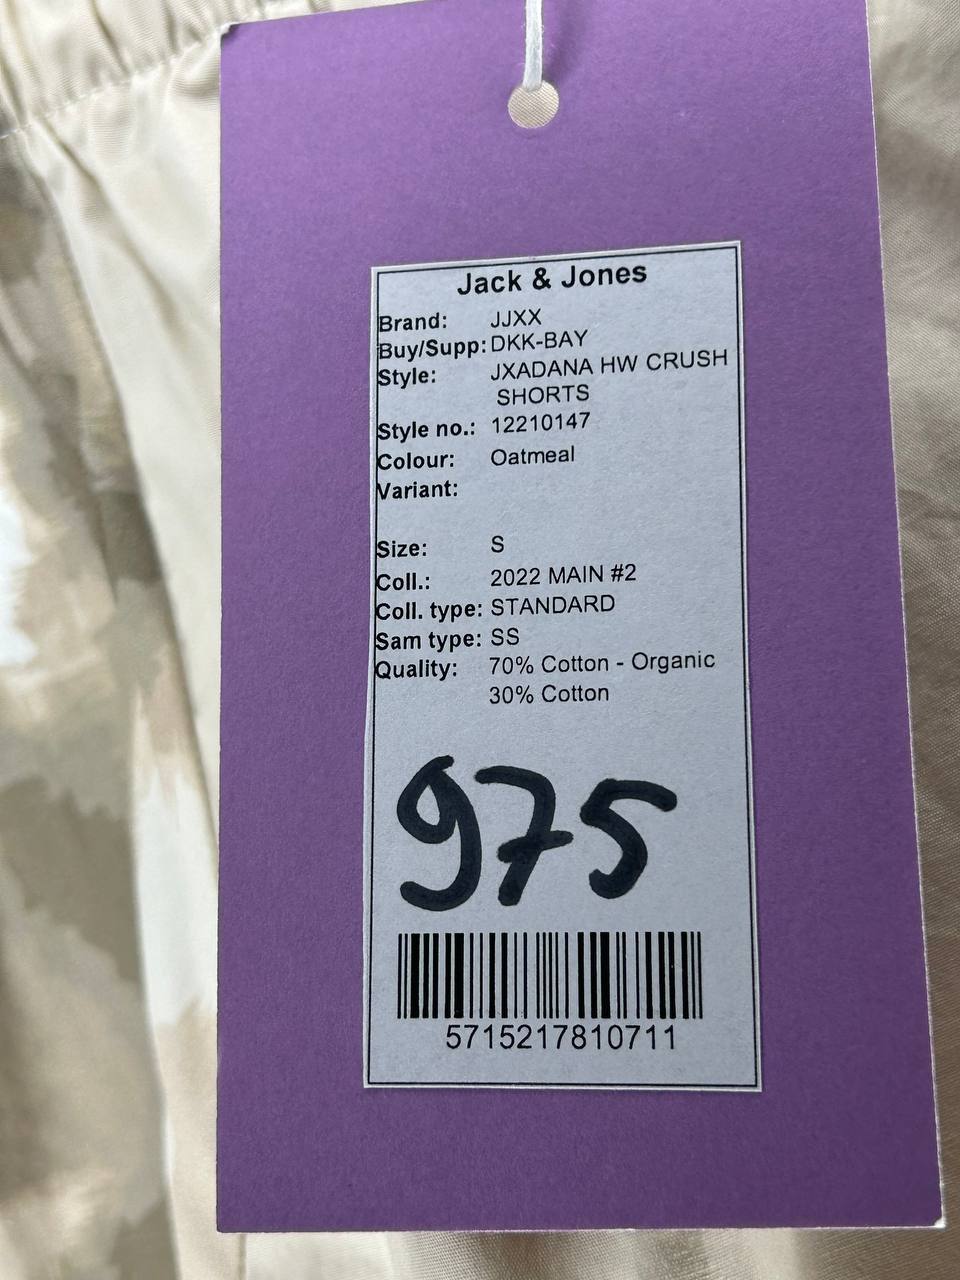 Jack & Jones
Brand: JJXX
Buy/Supp: DKK-BAY
Style: JXADANA HW CRUSH
SHORTS
Style no.: 12210147
Colour: Oatmeal
Variant:
Size: S
Coll.: 2022 MAIN #2
Coll. type: STANDARD
Sam type: SS
Quality: 70% Cotton - Organic
30% Cotton
975
5715217810711